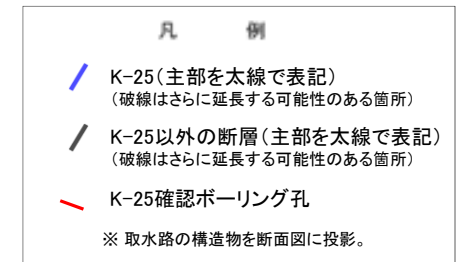 凡　例
K-25（主部を太線で表記）
（破線はさらに延長する可能性のある箇所）
K-25以外の断層（主部を太線で表記）
（破線はさらに延長する可能性のある箇所）
K-25確認ボーリング孔
※ 取水路の構造物を断面図に投影。